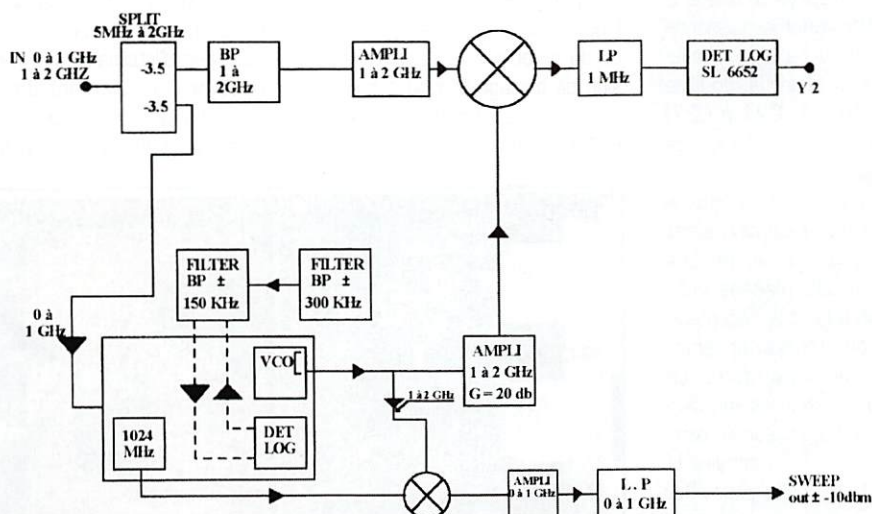 SPLIT
5MHz à 2GHz
IN 0 à 1 GHz
1 à 2 GHZ
-3.5
-3.5
BP
1 à
2GHz
AMPLI
1 à 2 GHz
LP
1 MHz
DET LOG
SL 6652
Y 2
FILTER
BP ±
150 KHz
FILTER
BP ±
300 KHz
0 à
1 GHz
VCO
AMPLI
1 à 2 GHz
G = 20 db
1 à 2 GHz
1024
MHz
DET
LOG
AMPLI
0 à 1 GHz
L . P
0 à 1 GHz
SWEEP
out ± -10dbm